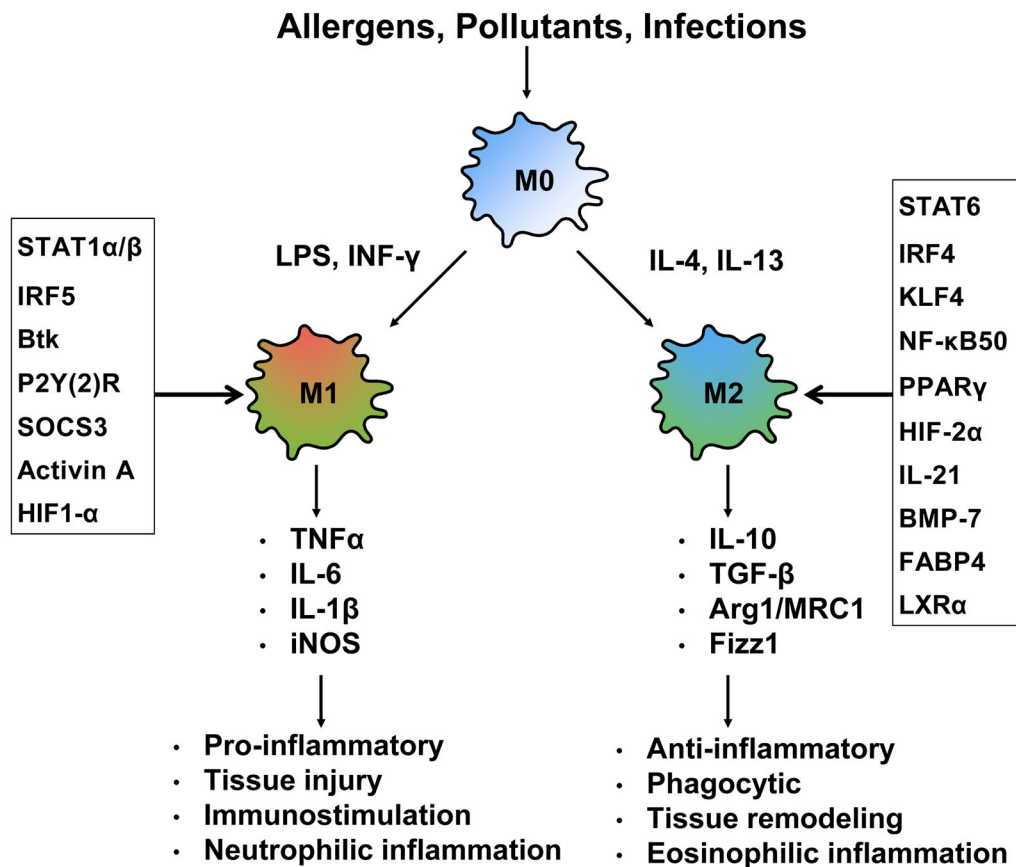 Allergens, Pollutants, Infections
M0
LPS, INF-γ
IL-4, IL-13
STAT1α/β
IRF5
Btk
P2Y(2)R
SOCS3
Activin A
HIF1-α
M1
M2
STAT6
IRF4
KLF4
NF-κB50
PPARγ
HIF-2α
IL-21
BMP-7
FABP4
LXRα
• TNFα
• IL-6
• IL-1β
• iNOS
• IL-10
• TGF-β
• Arg1/MRC1
• Fizz1
• Pro-inflammatory
• Tissue injury
• Immunostimulation
• Neutrophilic inflammation
• Anti-inflammatory
• Phagocytic
• Tissue remodeling
• Eosinophilic inflammation